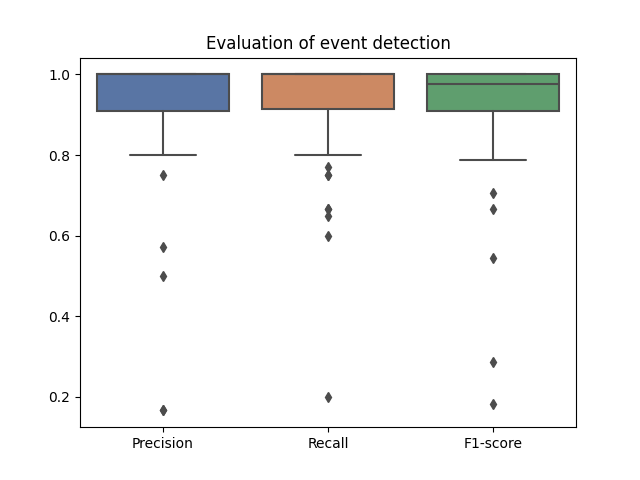 Evaluation of event detection
1.0
0.8
0.6
0.4
0.2
Precision
Recall
F1-score